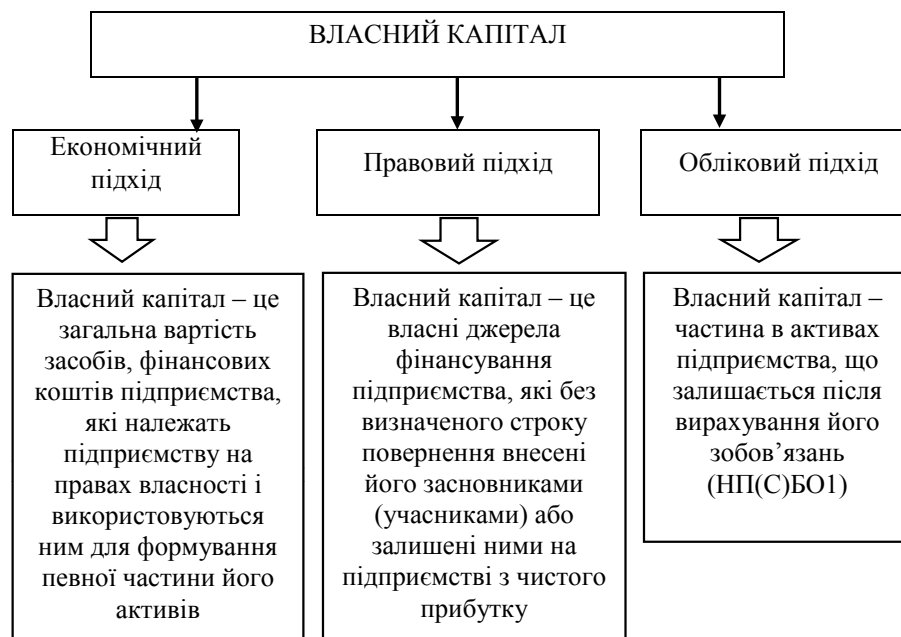 ВЛАСНИЙ КАПІТАЛ
Економічний
підхід
Правовий підхід
Обліковий підхід
Власний капітал – це
загальна вартість
засобів, фінансових
коштів підприємства,
які належать
підприємству на
правах власності і
використовуються
ним для формування
певної частини його
активів
Власний капітал – це
власні джерела
фінансування
підприємства, які без
визначеного строку
повернення внесені
його засновниками
(учасниками) або
залишені ними на
підприємстві з чистого
прибутку
Власний капітал –
частина в активах
підприємства, що
залишається після
вирахування його
зобов’язань
(НП(С)БО1)